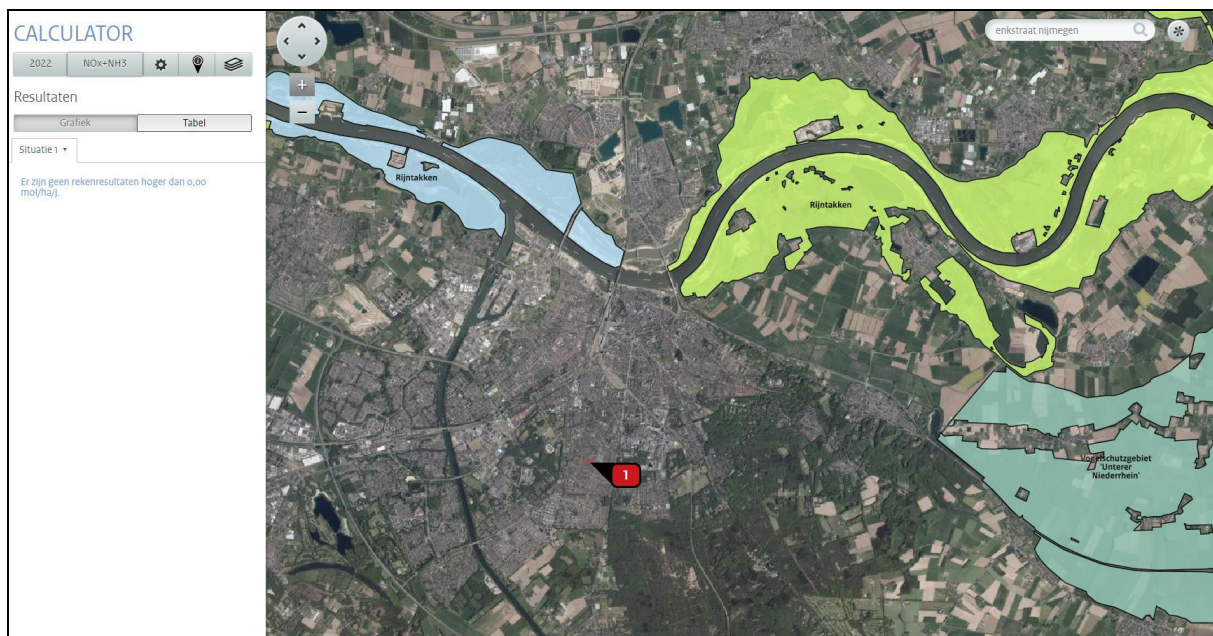 CALCULATOR
2022
NOx+NH3
Resultaten
Grafiek
Tabel
Situatie 1
Er zijn geen rekenresultaten hoger dan 0,00
mol/ha/j.
enkstraat nijmegen
Rijntakken
Rijntakken
Vogelschutzgebiet
'Unterer
Niederrhein'
1